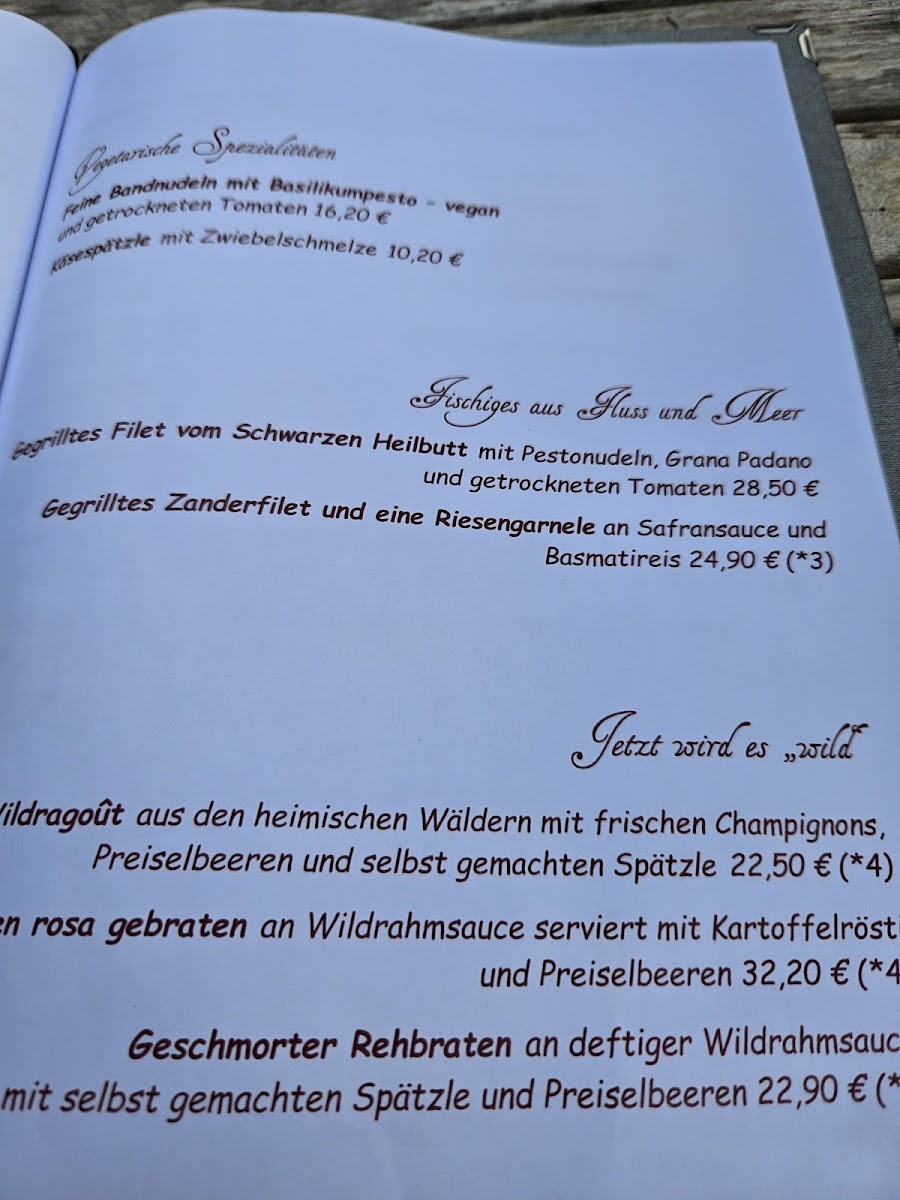 Vegetarische Spezialitäten
Feine Bandnudeln mit Basilikumpesto - vegan
und getrockneten Tomaten 16,20 €
Käsespätzle mit Zwiebelschmelze 10,20 €
Fischiges aus Fluss und Meer
Gegrilltes Filet vom Schwarzen Heilbutt mit Pestonudeln, Grana Padano
und getrockneten Tomaten 28,50 €
Gegrilltes Zanderfilet und eine Riesengarnele an Safransauce und
Basmatireis 24,90 € (*3)
Jetzt wird es „wild“
ildragoût aus den heimischen Wäldern mit frischen Champignons,
Preiselbeeren und selbst gemachten Spätzle 22,50 € (*4)
en rosa gebraten an Wildrahmsauce serviert mit Kartoffelrösti
und Preiselbeeren 32,20 € (*4
Geschmorter Rehbraten an deftiger Wildrahmsauc
mit selbst gemachten Spätzle und Preiselbeeren 22,90 € (*